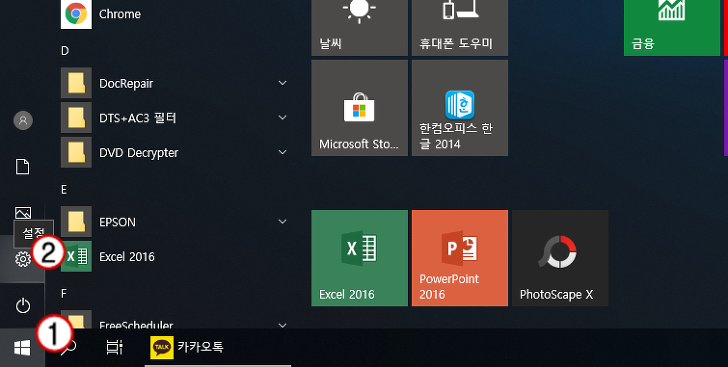 Chrome
D
DocRepair
DTS+AC3 필터
DVD Decrypter
E
EPSON
Excel 2016
F
FreeScheduler
설정
2
1
날씨
휴대폰 도우미
금융
Microsoft Sto...
한컴오피스 한
글 2014
Excel 2016
PowerPoint
2016
PhotoScape X
TALK
카카오톡